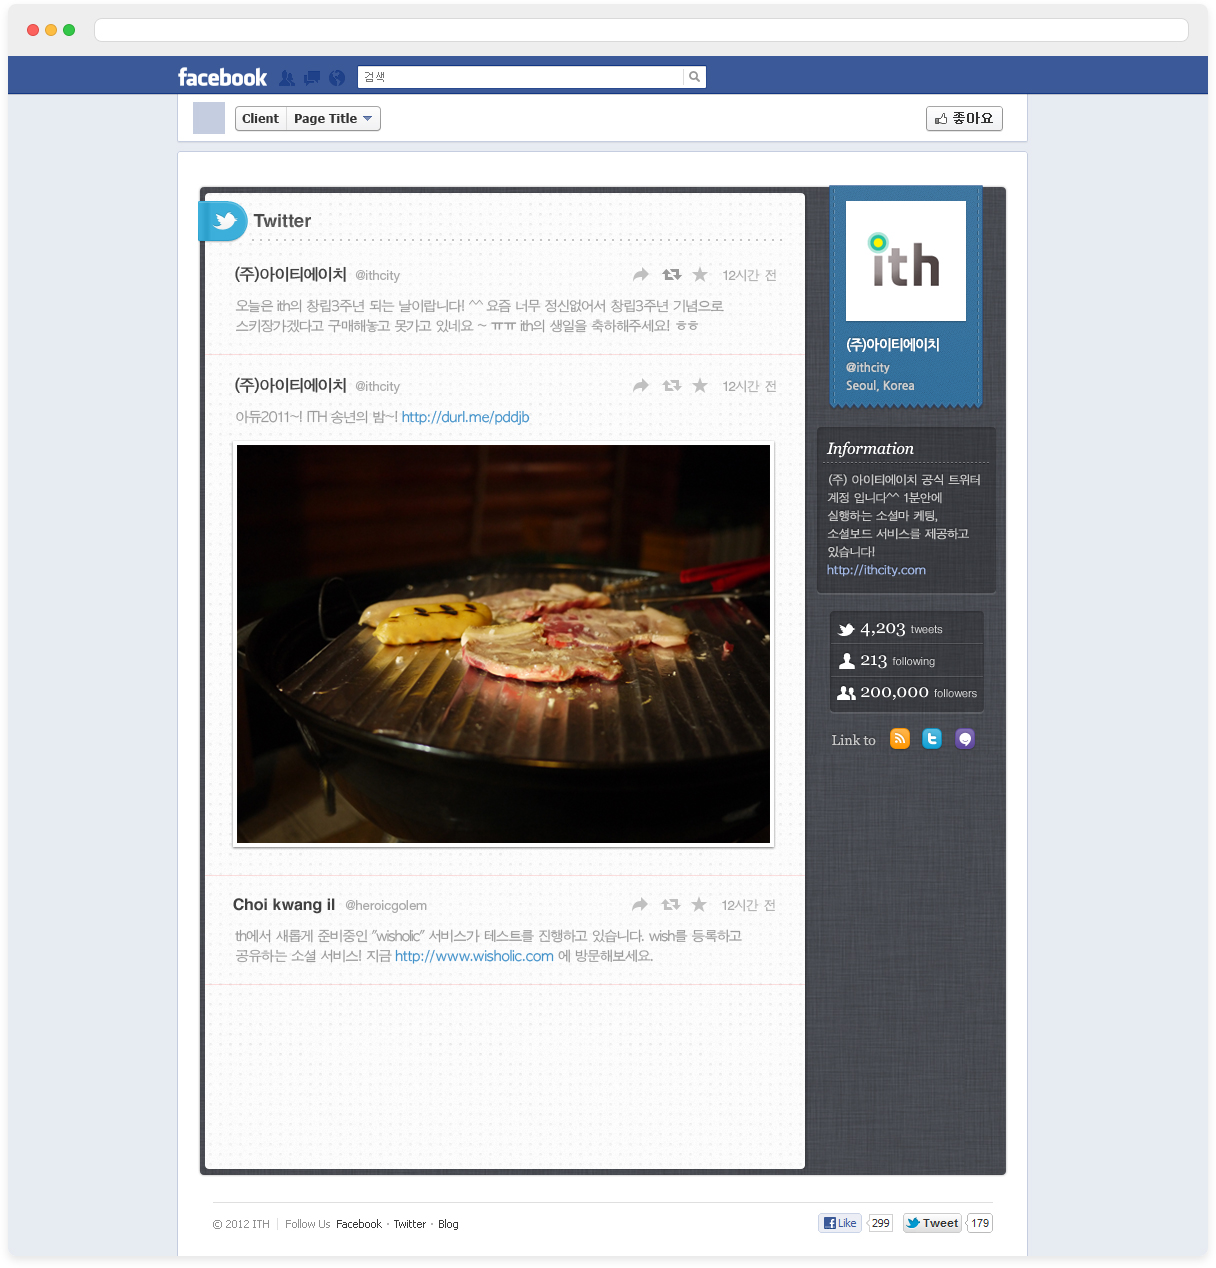 facebook
검색
Client Page Title
좋아요
Twitter
(주)아이티에이치 @ithcity 12시간 전
오늘은 ith의 창립3주년 되는 날이랍니다! ^^ 요즘 너무 정신없어서 창립3주년 기념으로
스키장가겠다고 구매해놓고 못가고 있네요 ~ ㅠㅠ ith의 생일을 축하해주세요! ㅎㅎ
(주)아이티에이치 @ithcity 12시간 전
아듀2011~! ITH 송년의 밤~! http://durl.me/pddjb
Choi kwang il @heroicgolem 12시간 전
th에서 새롭게 준비중인 "wisholic" 서비스가 테스트를 진행하고 있습니다. wish를 등록하고
공유하는 소셜 서비스! 지금 http://www.wisholic.com 에 방문해보세요.
ith
(주)아이티에이치
@ithcity
Seoul, Korea
Information
(주) 아이티에이치 공식 트위터
계정 입니다^^ 1분안에
실행하는 소셜마 케팅,
소셜보드 서비스를 제공하고
있습니다!
http://ithcity.com
4,203 tweets
213 following
200,000 followers
Link to
© 2012 ITH Follow Us Facebook · Twitter · Blog
Like 299 Tweet 179